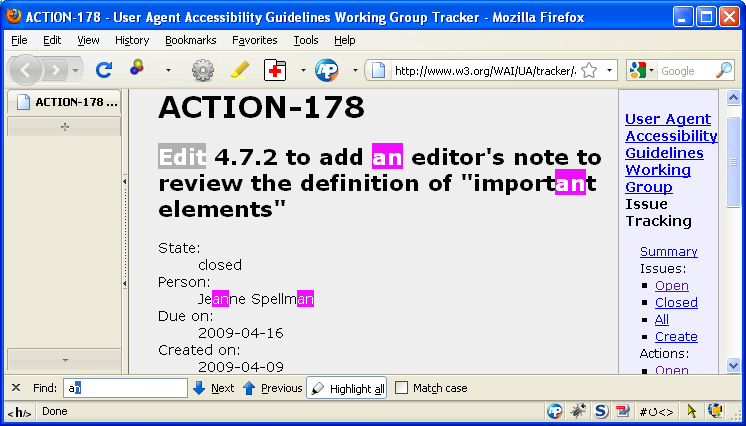 ACTION-178 - User Agent Accessibility Guidelines Working Group Tracker - Mozilla Firefox
File Edit View History Bookmarks Favorites Tools Help
http://www.w3.org/WAI/UA/tracker/. Google
ACTION-178 ...
ACTION-178
Edit 4.7.2 to add an editor's note to
review the definition of "important
elements"
State:
closed
Person:
Jeanne Spellman
Due on:
2009-04-16
Created on:
2009-04-09
User Agent
Accessibility
Guidelines
Working
Group
Issue
Tracking
Summary
Issues:
Open
Closed
All
Create
Actions:
Open
Find: an Next Previous Highlight all Match case
<h/> Done